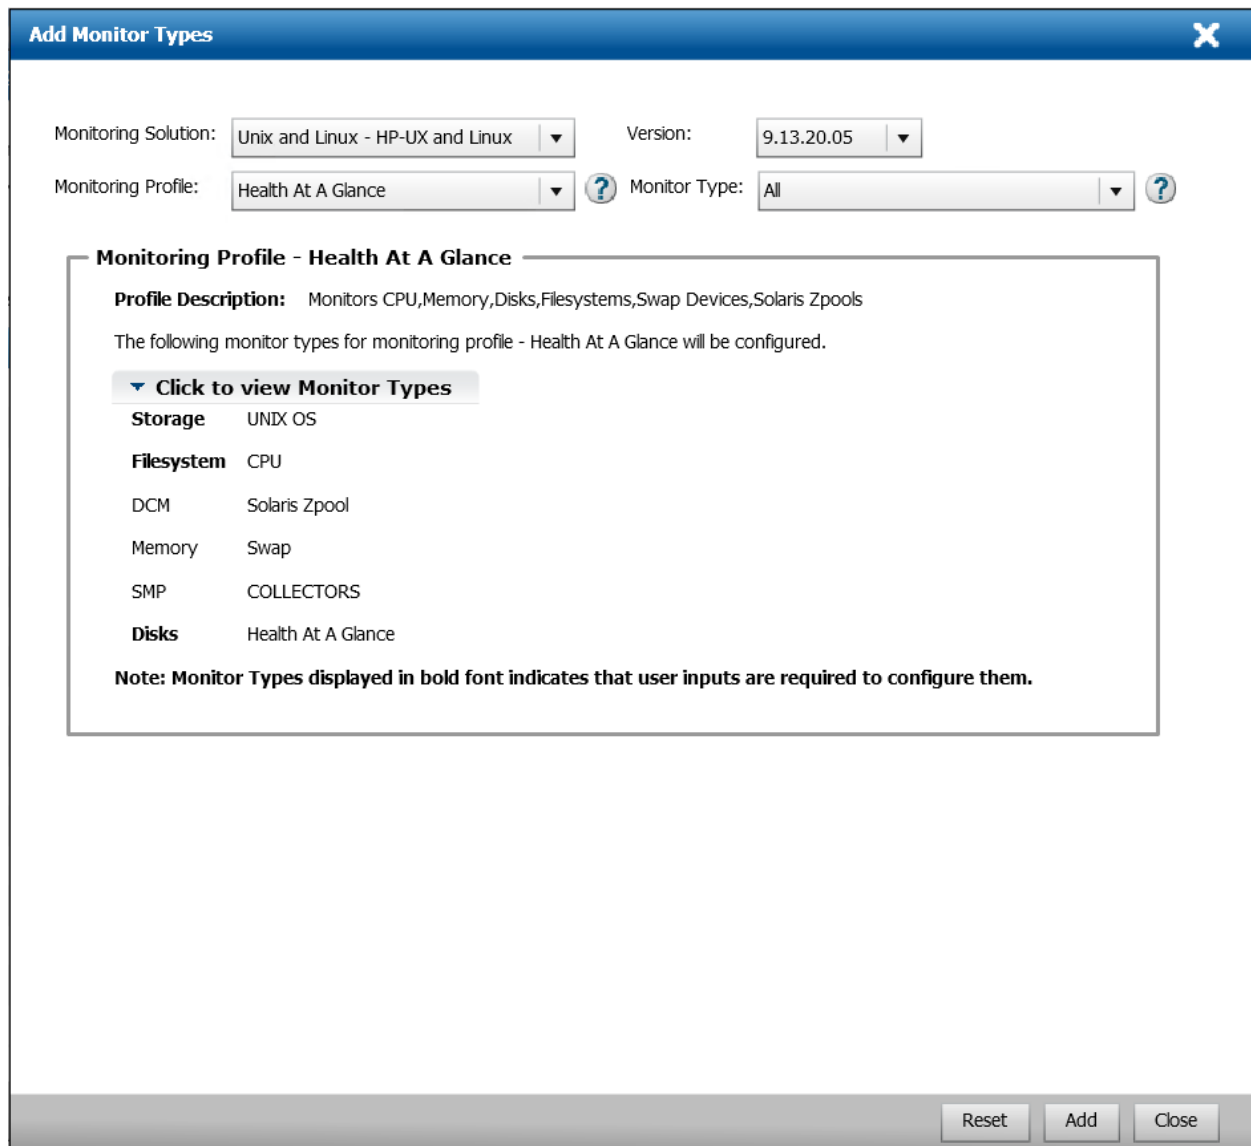 Add Monitor Types
Monitoring Solution: Unix and Linux - HP-UX and Linux Version: 9.13.20.05
Monitoring Profile: Health At A Glance ? Monitor Type: All ?
Monitoring Profile - Health At A Glance
Profile Description: Monitors CPU,Memory,Disks,Filesystems,Swap Devices,Solaris Zpools
The following monitor types for monitoring profile - Health At A Glance will be configured.
Click to view Monitor Types
Storage UNIX OS
Filesystem CPU
DCM Solaris Zpool
Memory Swap
SMP COLLECTORS
Disks Health At A Glance
Note: Monitor Types displayed in bold font indicates that user inputs are required to configure them.
Reset Add Close